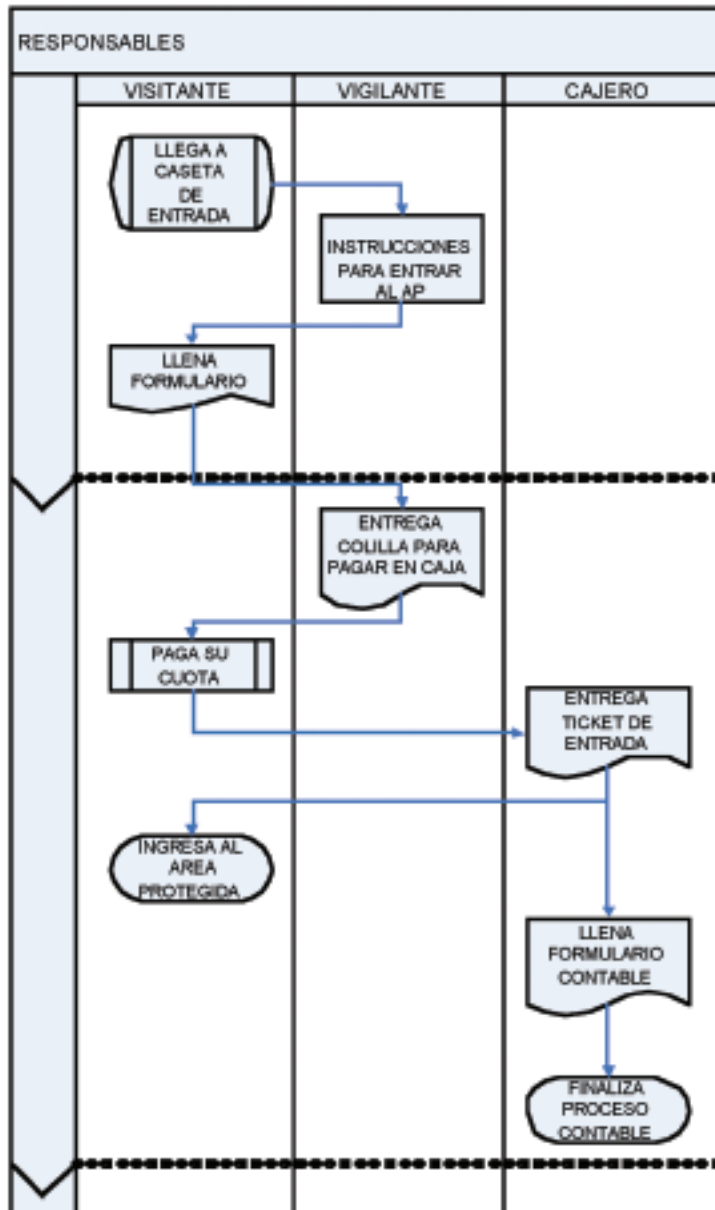 RESPONSABLES
VISITANTE VIGILANTE CAJERO
LLEGA A
CASETA
DE
ENTRADA
INSTRUCCIONES
PARA ENTRAR
AL AP
LLENA
FORMULARIO
ENTREGA
COLILLA PARA
PAGAR EN CAJA
PAGA SU
CUOTA
ENTREGA
TICKET DE
ENTRADA
INGRESA AL
AREA
PROTEGIDA
LLENA
FORMULARIO
CONTABLE
FINALIZA
PROCESO
CONTABLE